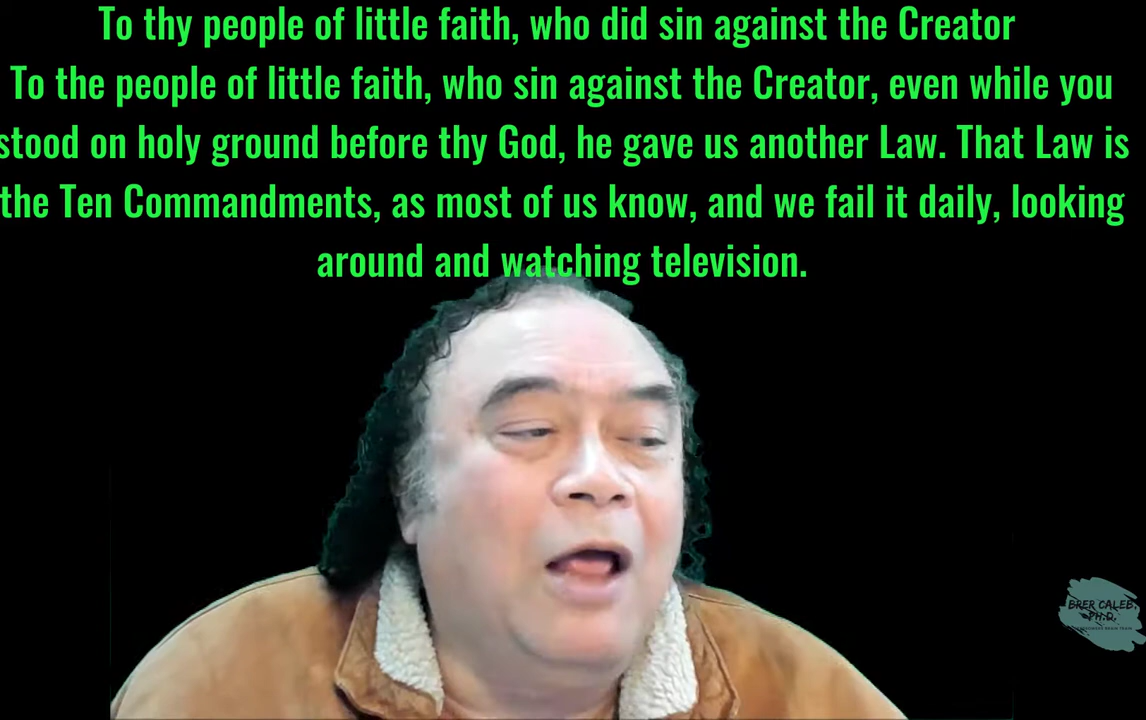 To thy people of little faith, who did sin against the Creator
To the people of little faith, who sin against the Creator, even while you
stood on holy ground before thy God, he gave us another Law. That Law is
the Ten Commandments, as most of us know, and we fail it daily, looking
around and watching television.
BRER CALEB,
PH.D.